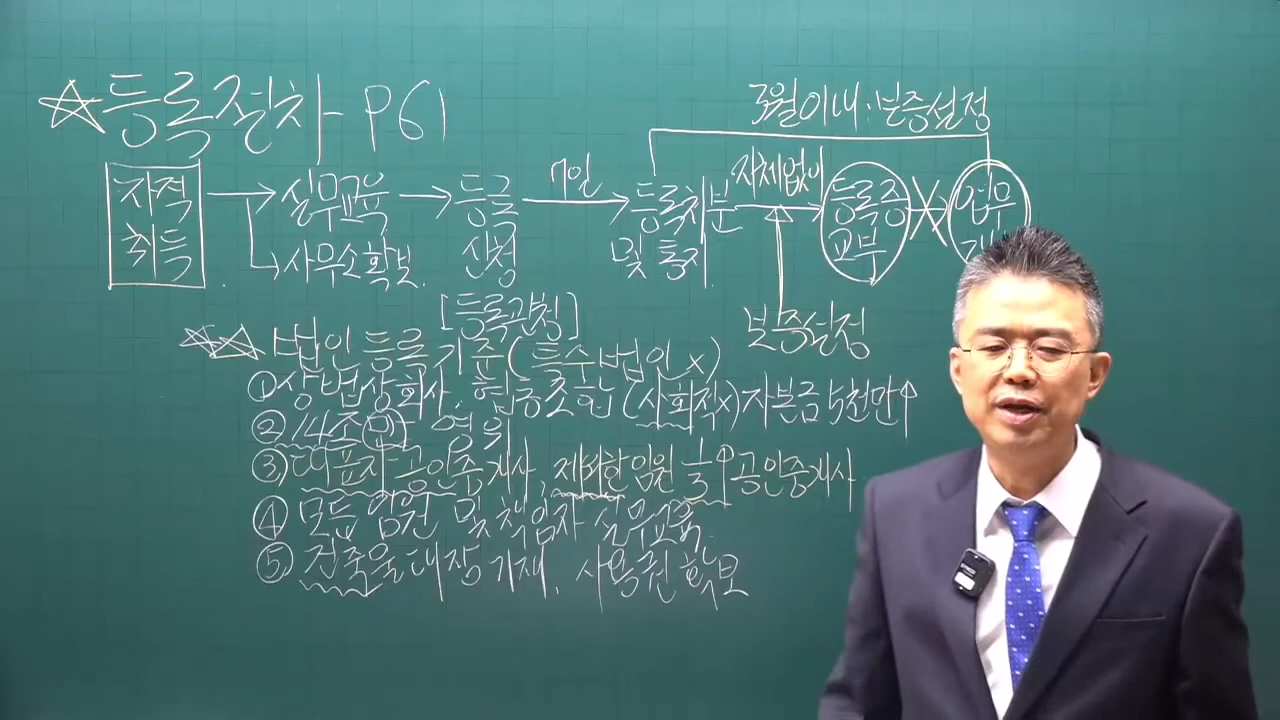 ☆등록절차 P61
3월이내:보증설정
자격취득 → 실무교육 → 등록신청 7일→ 등록처분 및 통지 지체없이→ 등록증교부 업무
→사무소확보
[등록관청]
보증설정
☆☆ 법인 등록기준(특수법인x)
① 상법상회사, 협동조합 (사회적x)자본금 5천만↑
② 14조 영위
③ 대표자 공인중개사, 제외한 임원 1/3↑공인중개사
④ 모든 임원 및 책임자 실무교육
⑤ 건축물대장 기재, 사용권 확보